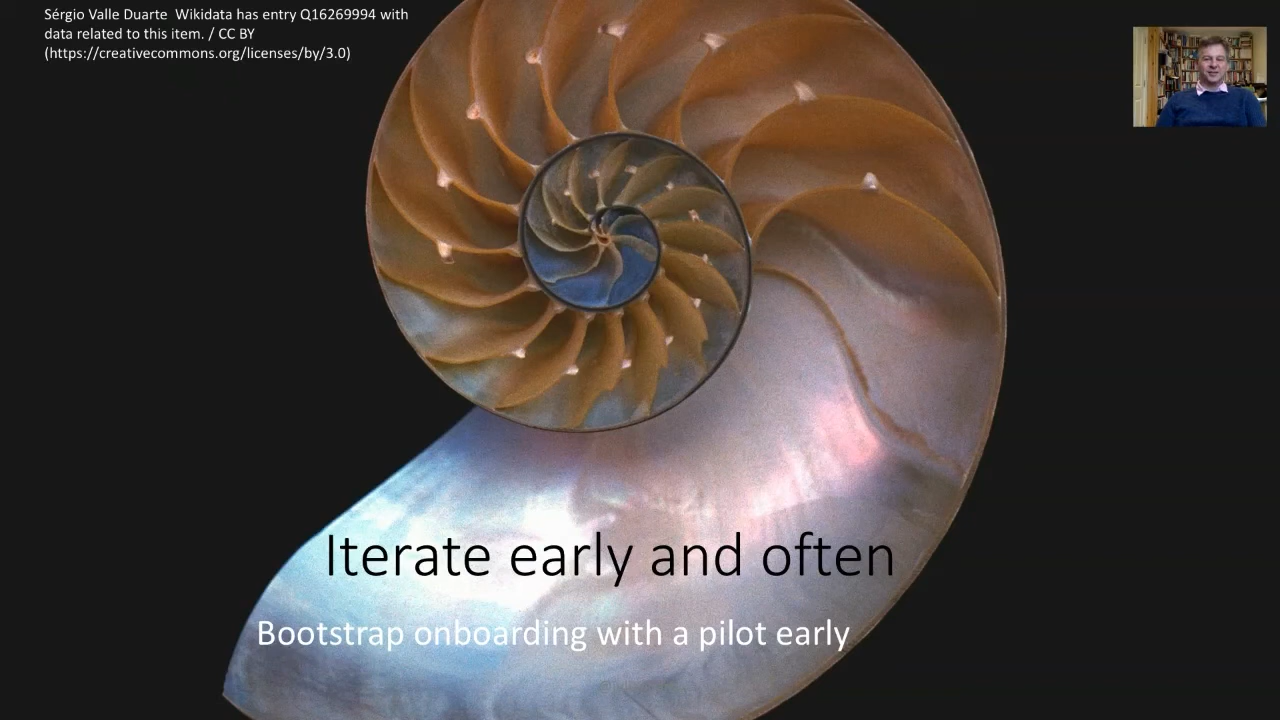 Sérgio Valle Duarte  Wikidata has entry Q16269994 with
data related to this item. / CC BY
(https://creativecommons.org/licenses/by/3.0)
Iterate early and often
Bootstrap onboarding with a pilot early